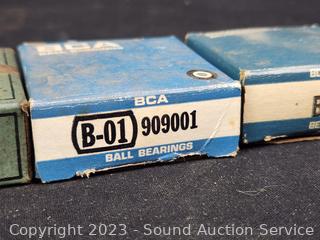 BCA
BCA
B-01 909001
BALL BEARINGS
Copyright © 2023 - Sound Auction Service